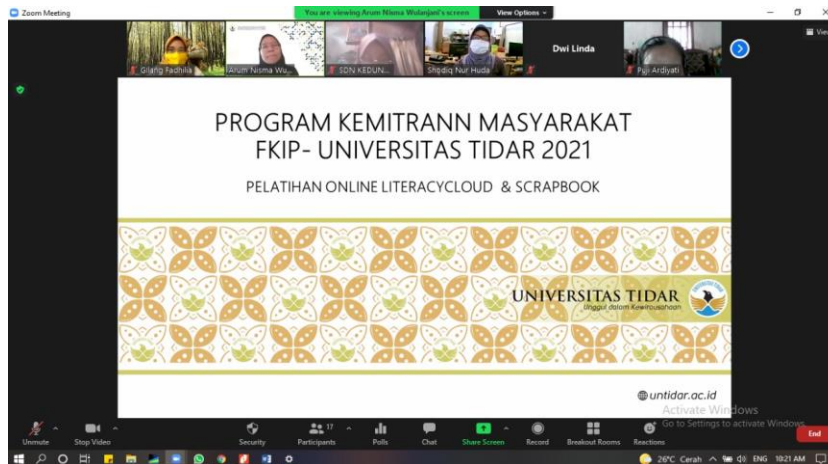 Zoom Meeting
You are viewing Arum Nisma Wulanjani's screen
View Options
View
Gilang Fadhilia
Arum Nisma Wu...
SDN KEDUN...
Shodiq Nur Huda
Dwi Linda
Puji Ardiyati
PROGRAM KEMITRANN MASYARAKAT
FKIP- UNIVERSITAS TIDAR 2021
PELATIHAN ONLINE LITERACYCLOUD & SCRAPBOOK
UNIVERSITAS TIDAR
Unggul dalam Kewirausahaan
untidar.ac.id
Activate Windows
Go to Settings to activate Windows.
Unmute
Stop Video
Security
Participants
17
Polls
Chat
Share Screen
Record
Breakout Rooms
Reactions
End
26°C Cerah
ENG
10:21 AM